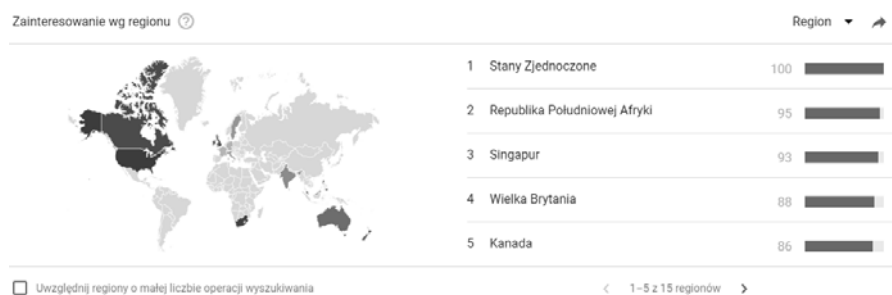 Zainteresowanie wg regionu ?
Region
1 Stany Zjednoczone 100
2 Republika Południowej Afryki 95
3 Singapur 93
4 Wielka Brytania 88
5 Kanada 86
Uwzględnij regiony o małej liczbie operacji wyszukiwania
1–5 z 15 regionów